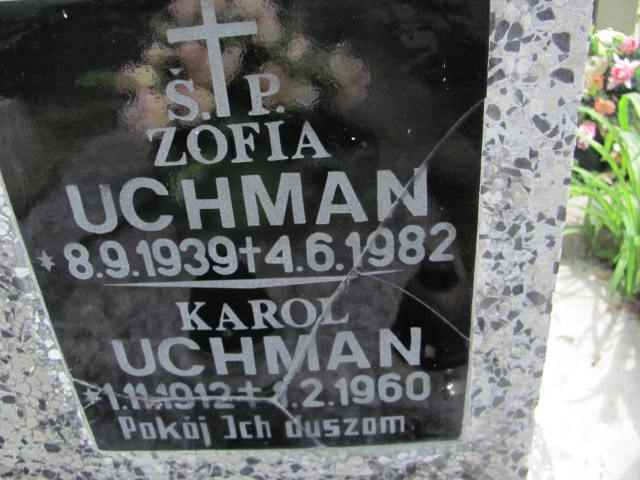 Ś. P.
ZOFIA
UCHMAN
* 8.9.1939 † 4.6.1982
KAROL
UCHMAN
Pokój Ich duszom